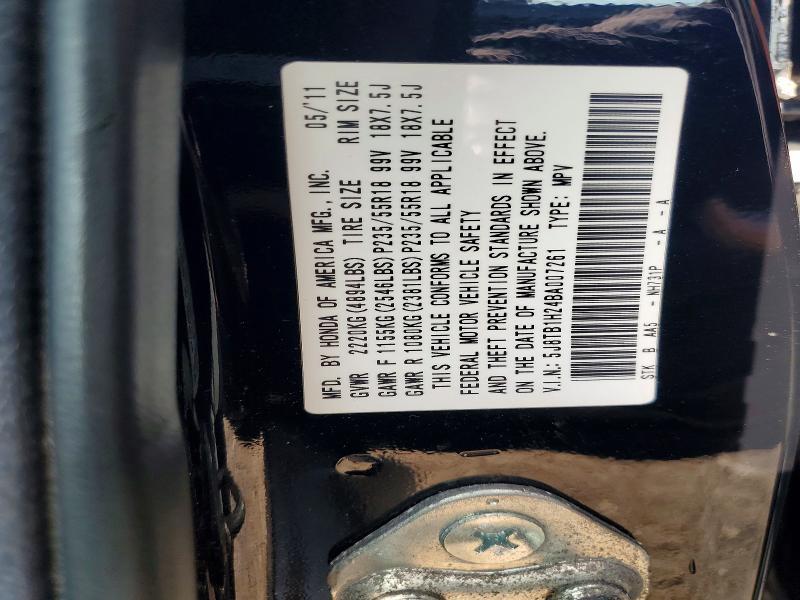 MFD. BY HONDA OF AMERICA MFG., INC. 05/'11
GVWR 2220KG(4894LBS) TIRE SIZE RIM SIZE
GAWR F 1155KG(2546LBS)P235/55R18 99V 18X7.5J
GAWR R 1080KG(2381LBS)P235/55R18 99V 18X7.5J
THIS VEHICLE CONFORMS TO ALL APPLICABLE
FEDERAL MOTOR VEHICLE SAFETY
AND THEFT PREVENTION STANDARDS IN EFFECT
ON THE DATE OF MANUFACTURE SHOWN ABOVE.
V.I.N.: 5J8TB1H24BA007261 TYPE: MPV
STK B AA5 - NH731P - A - A